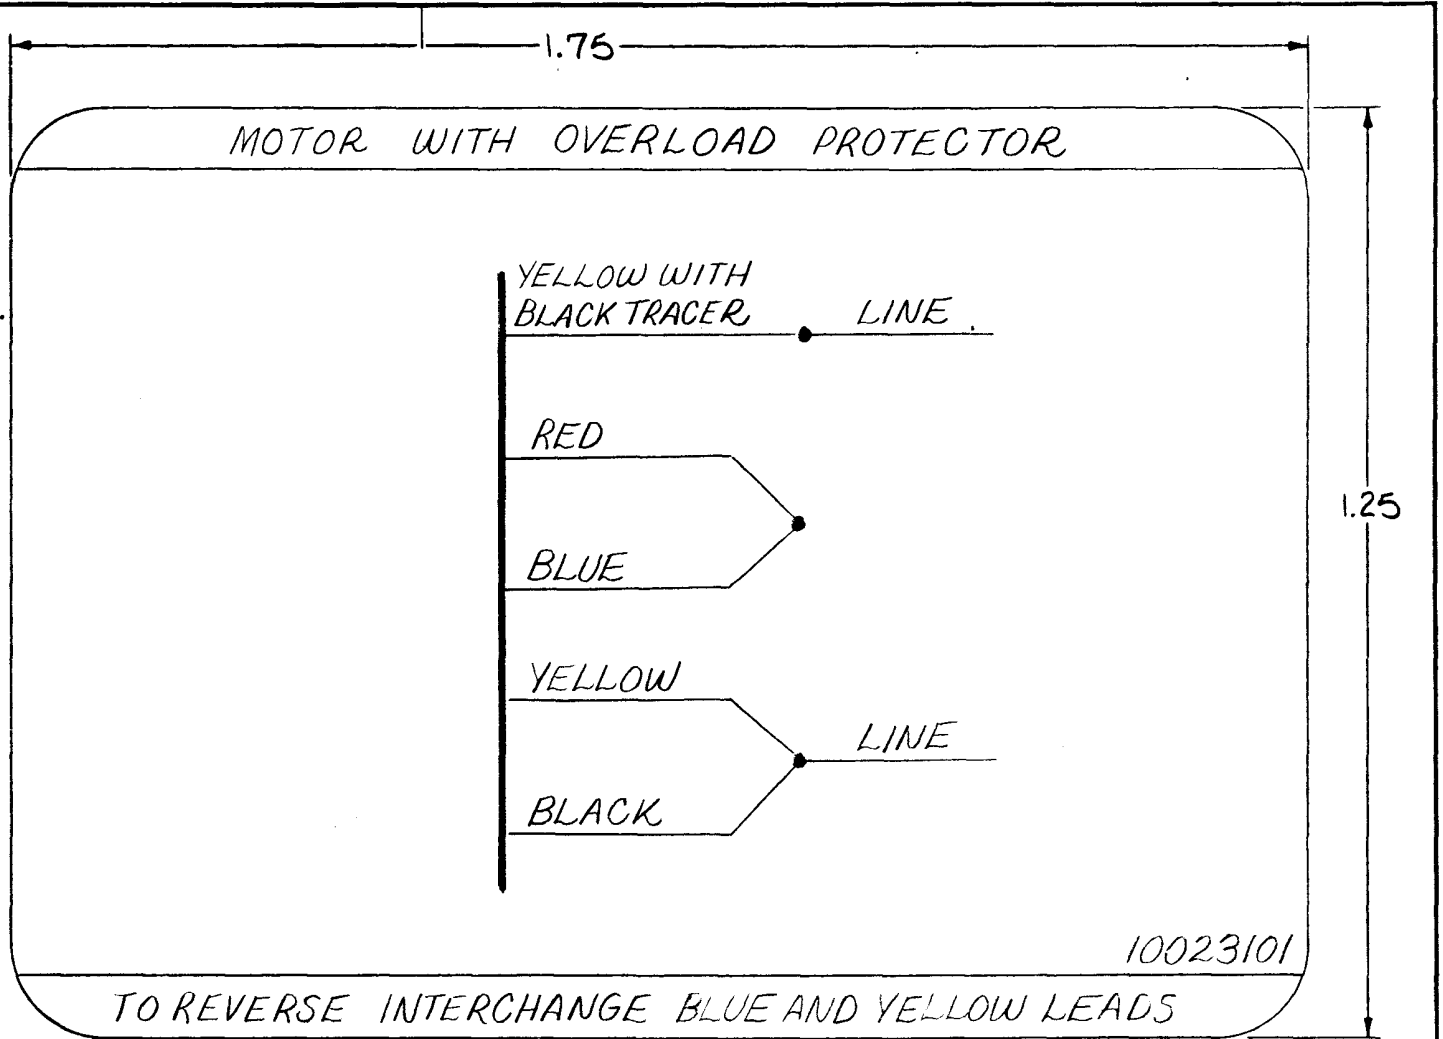 1.75
MOTOR WITH OVERLOAD PROTECTOR
YELLOW WITH
BLACK TRACER
LINE
RED
BLUE
1.25
YELLOW
LINE
BLACK
10023101
TO REVERSE INTERCHANGE BLUE AND YELLOW LEADS